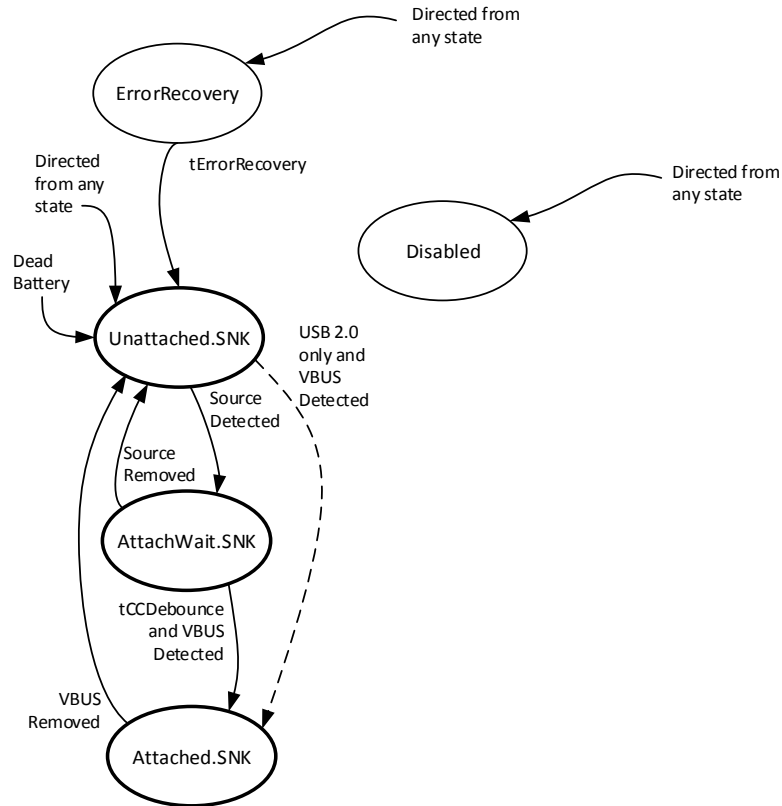 Directed from
any state
ErrorRecovery
tErrorRecovery
Directed
from any
state
Directed from
any state
Disabled
Dead
Battery
Unattached.SNK
USB 2.0
only and
VBUS
Detected
Source
Detected
Source
Removed
AttachWait.SNK
tCCDebounce
and VBUS
Detected
VBUS
Removed
Attached.SNK